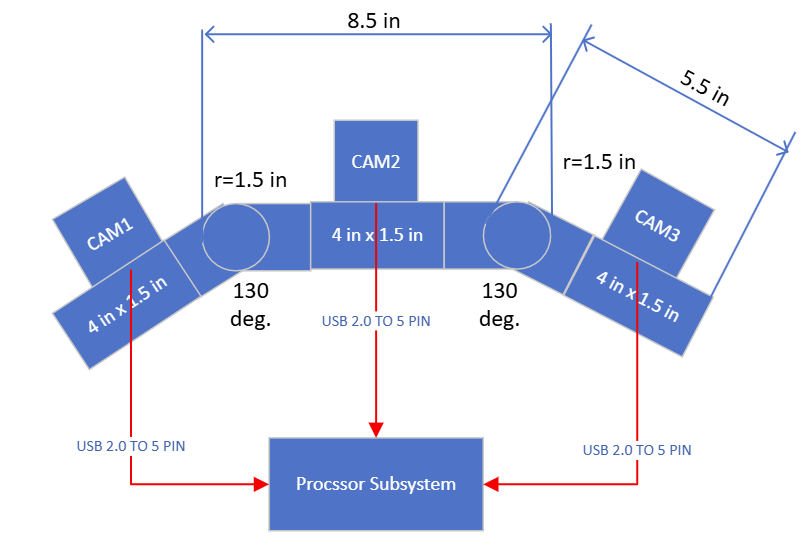 8.5 in
5.5 in
CAM2
r=1.5 in
r=1.5 in
CAM1
CAM3
4 in x 1.5 in
4 in x 1.5 in
4 in x 1.5 in
130
deg.
130
deg.
USB 2.0 TO 5 PIN
USB 2.0 TO 5 PIN
USB 2.0 TO 5 PIN
Procssor Subsystem